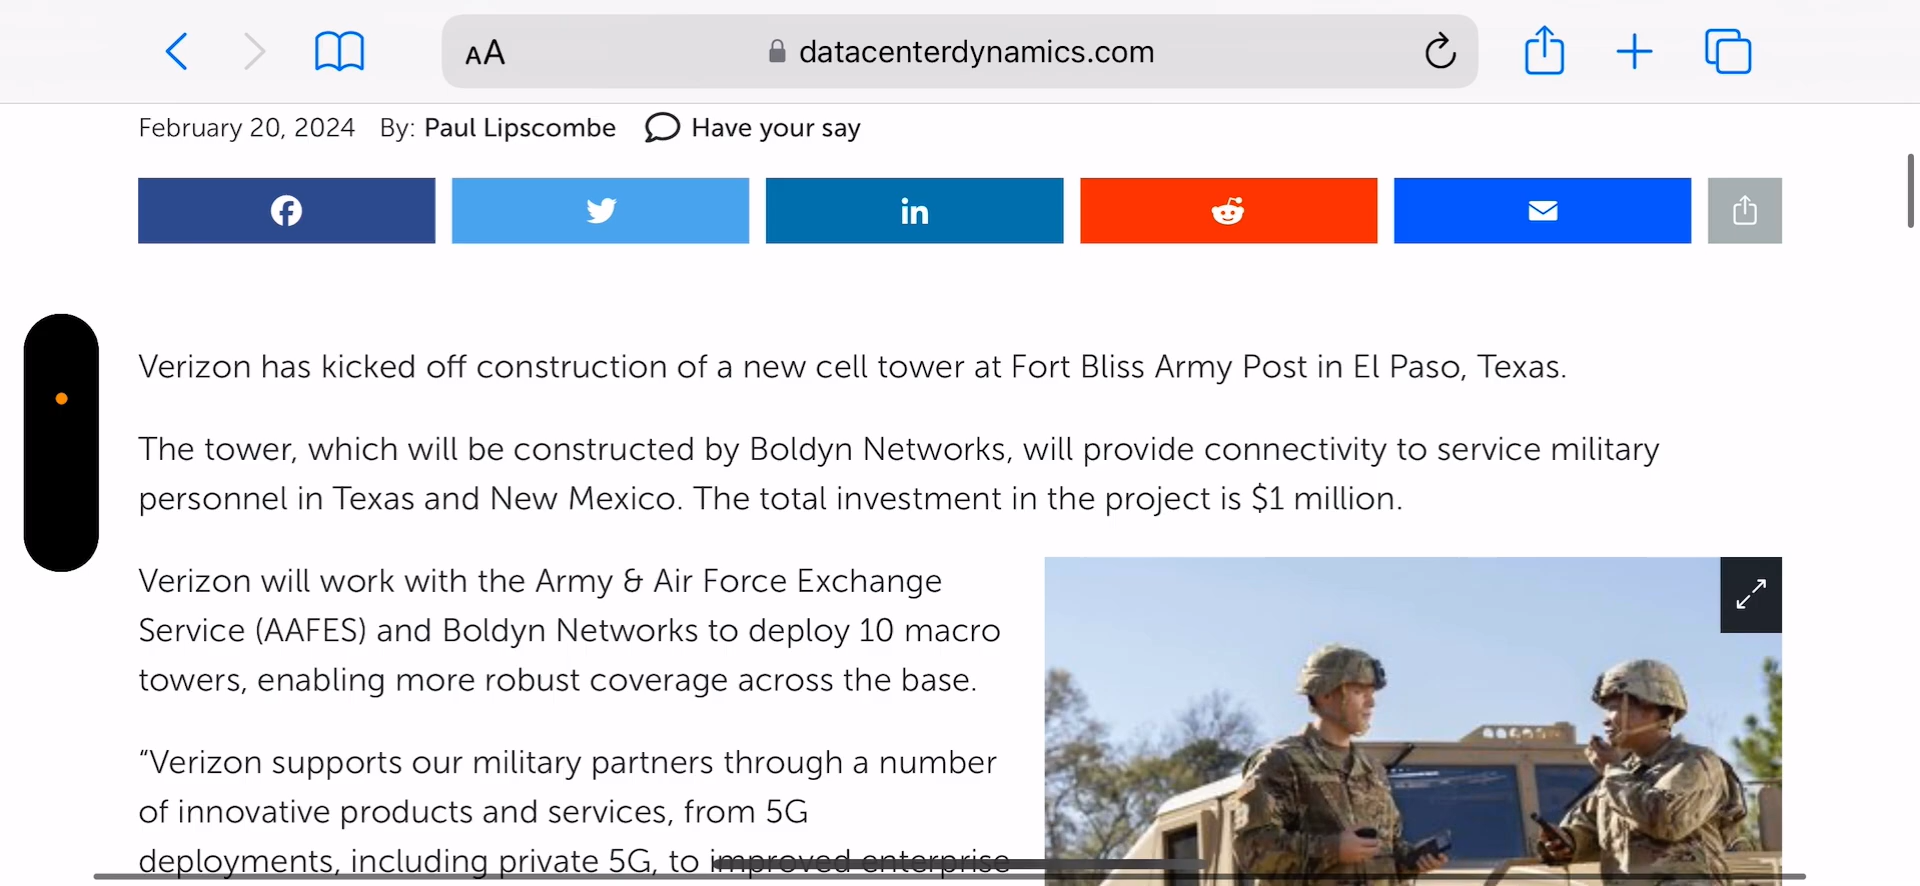 AA
datacenterdynamics.com
February 20, 2024 By: Paul Lipscombe Have your say
in
Verizon has kicked off construction of a new cell tower at Fort Bliss Army Post in El Paso, Texas.
The tower, which will be constructed by Boldyn Networks, will provide connectivity to service military
personnel in Texas and New Mexico. The total investment in the project is $1 million.
Verizon will work with the Army & Air Force Exchange
Service (AAFES) and Boldyn Networks to deploy 10 macro
towers, enabling more robust coverage across the base.
“Verizon supports our military partners through a number
of innovative products and services, from 5G
deployments, including private 5G, to improved enterprise